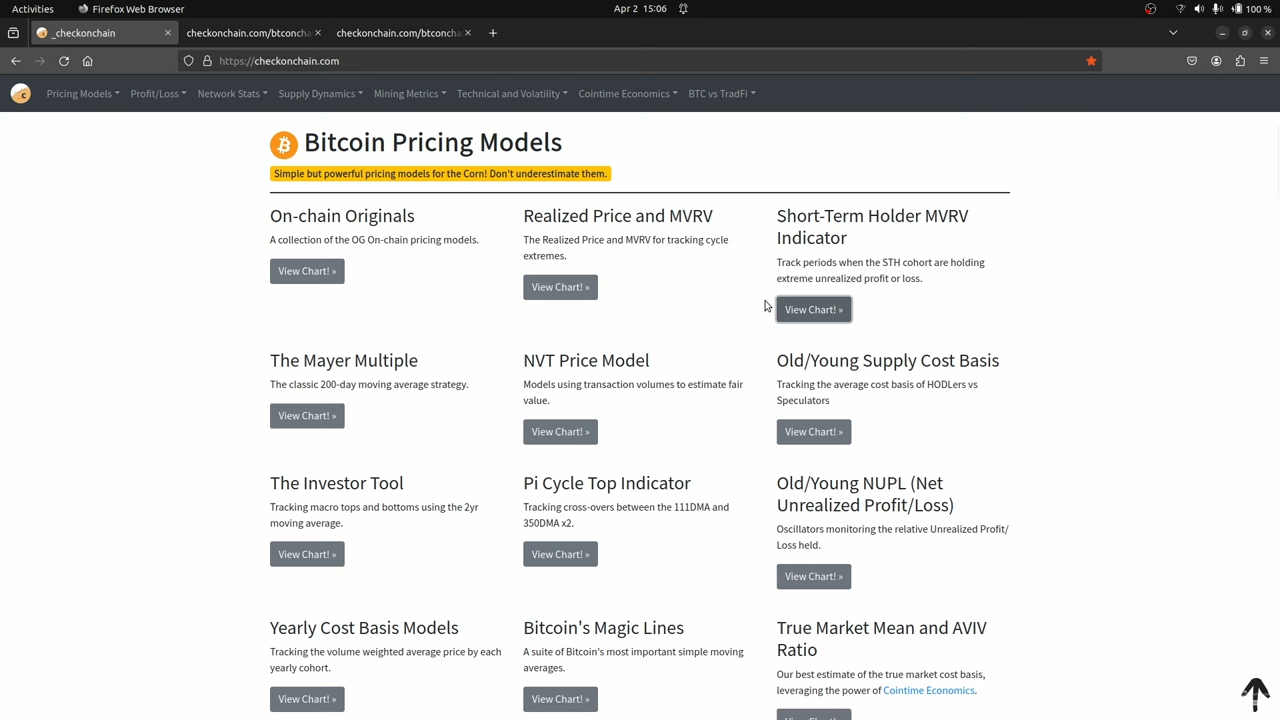 Activities Firefox Web Browser Apr 2 15:06 100 %
_checkonchain checkonchain.com/btconcha checkonchain.com/btconcha
https://checkonchain.com
Pricing Models Profit/Loss Network Stats Supply Dynamics Mining Metrics Technical and Volatility Cointime Economics BTC vs TradFi
Bitcoin Pricing Models
Simple but powerful pricing models for the Corn! Don't underestimate them.
On-chain Originals
A collection of the OG On-chain pricing models.
View Chart! »
Realized Price and MVRV
The Realized Price and MVRV for tracking cycle
extremes.
View Chart! »
Short-Term Holder MVRV
Indicator
Track periods when the STH cohort are holding
extreme unrealized profit or loss.
View Chart! »
The Mayer Multiple
The classic 200-day moving average strategy.
View Chart! »
NVT Price Model
Models using transaction volumes to estimate fair
value.
View Chart! »
Old/Young Supply Cost Basis
Tracking the average cost basis of HODLers vs
Speculators
View Chart! »
The Investor Tool
Tracking macro tops and bottoms using the 2yr
moving average.
View Chart! »
Pi Cycle Top Indicator
Tracking cross-overs between the 111DMA and
350DMA x2.
View Chart! »
Old/Young NUPL (Net
Unrealized Profit/Loss)
Oscillators monitoring the relative Unrealized Profit/
Loss held.
View Chart! »
Yearly Cost Basis Models
Tracking the volume weighted average price by each
yearly cohort.
View Chart! »
Bitcoin's Magic Lines
A suite of Bitcoin's most important simple moving
averages.
View Chart! »
True Market Mean and AVIV
Ratio
Our best estimate of the true market cost basis,
leveraging the power of Cointime Economics.